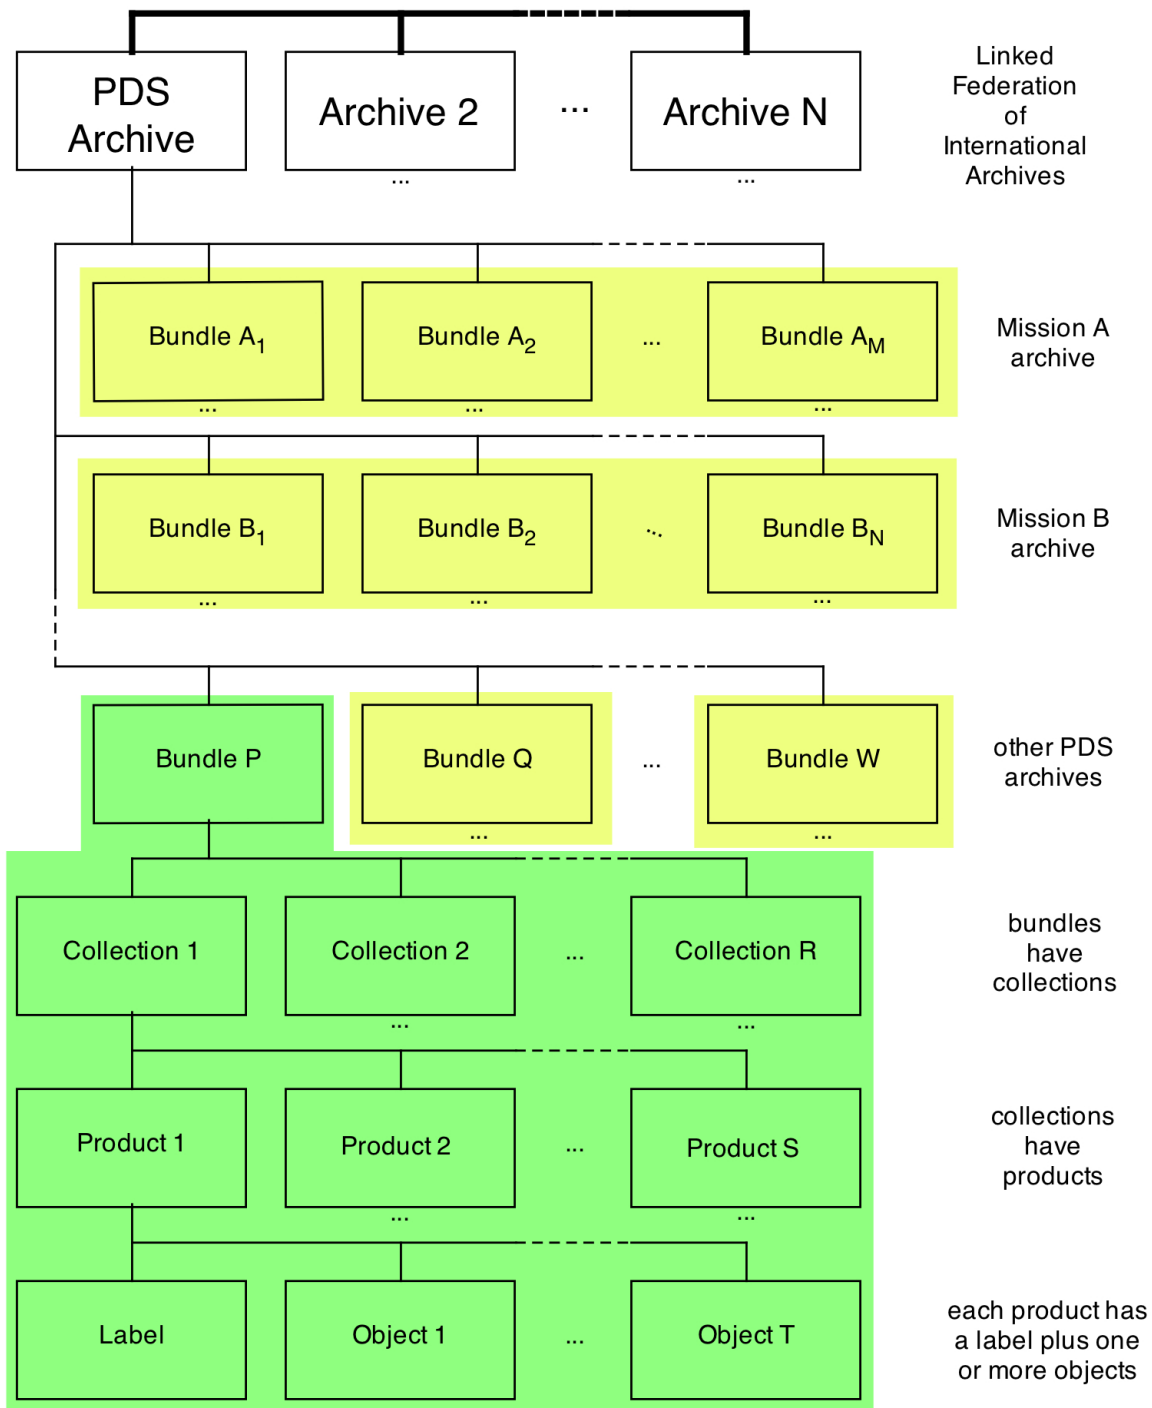 PDS
Archive
Archive 2
...
Archive N
Linked
Federation
of
International
Archives
...
...
Bundle A1
Bundle A2
...
Bundle AM
Mission A
archive
...
...
...
Bundle B1
Bundle B2
...
Bundle BN
Mission B
archive
...
...
...
Bundle P
Bundle Q
...
Bundle W
other PDS
archives
...
...
Collection 1
Collection 2
...
Collection R
bundles
have
collections
...
...
Product 1
Product 2
...
Product S
collections
have
products
...
...
Label
Object 1
...
Object T
each product has
a label plus one
or more objects